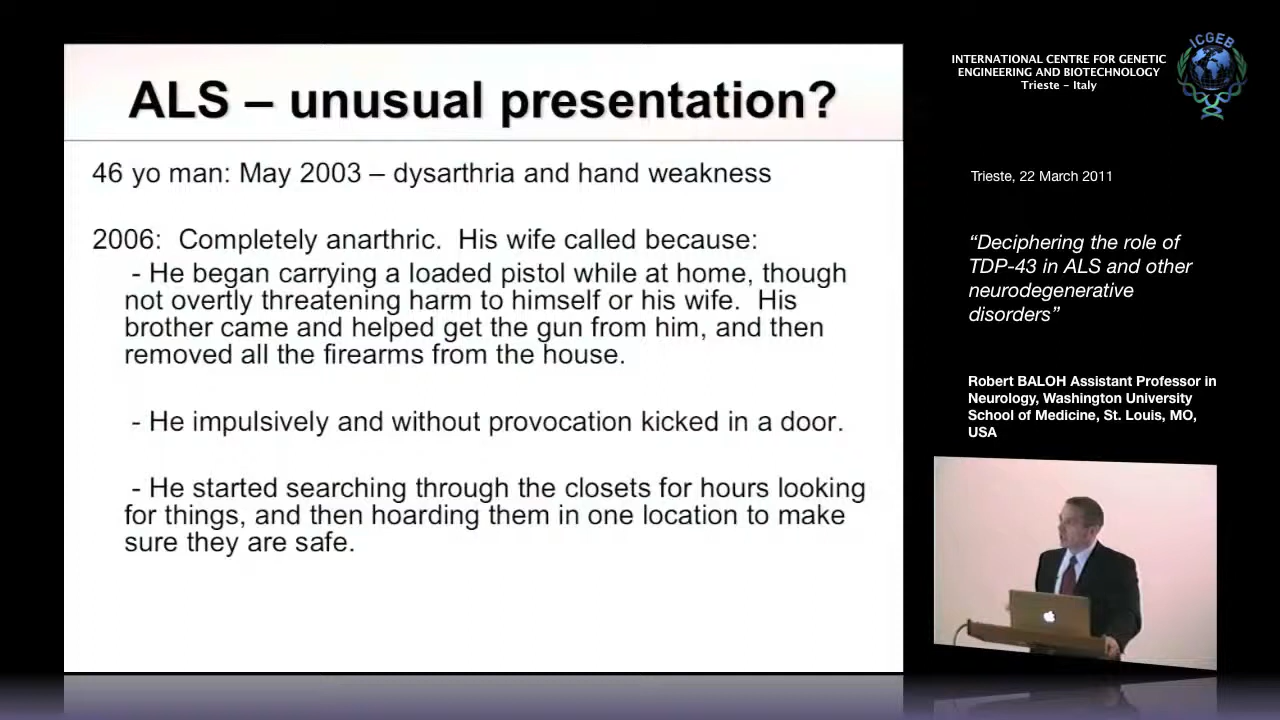 ALS – unusual presentation?
46 yo man: May 2003 – dysarthria and hand weakness
2006:  Completely anarthric.  His wife called because:
- He began carrying a loaded pistol while at home, though
not overtly threatening harm to himself or his wife.  His
brother came and helped get the gun from him, and then
removed all the firearms from the house.
- He impulsively and without provocation kicked in a door.
- He started searching through the closets for hours looking
for things, and then hoarding them in one location to make
sure they are safe.
INTERNATIONAL CENTRE FOR GENETIC
ENGINEERING AND BIOTECHNOLOGY
Trieste – Italy
ICGEB
Trieste, 22 March 2011
“Deciphering the role of
TDP-43 in ALS and other
neurodegenerative
disorders”
Robert BALOH Assistant Professor in
Neurology, Washington University
School of Medicine, St. Louis, MO,
USA